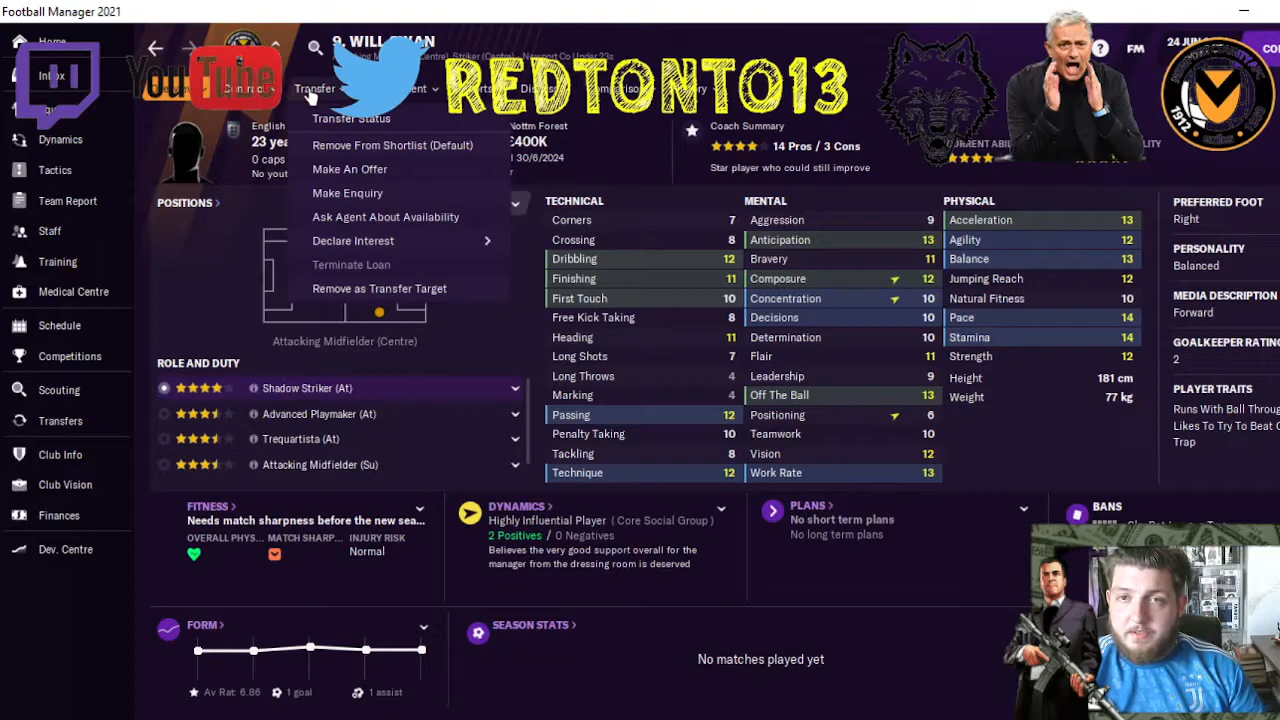 Football Manager 2021
Home
9. WILL SWAN
Striker (Centre)
Newport Co Under 23s
FM
24 JUN
Inbox
YouTube
REDTONTO13
1912
Transfer
Dynamics
Tactics
Team Report
Staff
Training
Medical Centre
Schedule
Competitions
Scouting
Transfers
Club Info
Club Vision
Finances
Dev. Centre
Transfer Status
Remove From Shortlist (Default)
Make An Offer
Make Enquiry
Ask Agent About Availability
Declare Interest
Terminate Loan
Remove as Transfer Target
English
23 yea
0 caps
No yout
Nottm Forest
£400K
30/6/2024
Coach Summary
14 Pros / 3 Cons
Star player who could still improve
POSITIONS >
Attacking Midfielder (Centre)
ROLE AND DUTY
Shadow Striker (At)
Advanced Playmaker (At)
Trequartista (At)
Attacking Midfielder (Su)
TECHNICAL
Corners 7
Crossing 8
Dribbling 12
Finishing 11
First Touch 10
Free Kick Taking 8
Heading 11
Long Shots 7
Long Throws 4
Marking 4
Passing 12
Penalty Taking 10
Tackling 8
Technique 12
MENTAL
Aggression 9
Anticipation 13
Bravery 11
Composure 12
Concentration 10
Decisions 10
Determination 10
Flair 11
Leadership 9
Off The Ball 13
Positioning 6
Teamwork 10
Vision 12
Work Rate 13
PHYSICAL
Acceleration 13
Agility 12
Balance 13
Jumping Reach 12
Natural Fitness 10
Pace 14
Stamina 14
Strength 12
Height 181 cm
Weight 77 kg
PREFERRED FOOT
Right
PERSONALITY
Balanced
MEDIA DESCRIPTION
Forward
GOALKEEPER RATING
2
PLAYER TRAITS
Runs With Ball Through
Likes To Try To Beat
Trap
FITNESS >
Needs match sharpness before the new sea...
OVERALL PHYS... MATCH SHARP... INJURY RISK
Normal
DYNAMICS >
Highly Influential Player ( Core Social Group )
2 Positives / 0 Negatives
Believes the very good support overall for the
manager from the dressing room is deserved
PLANS >
No short term plans
No long term plans
BANS
FORM >
Av Rat: 6.86 1 goal 1 assist
SEASON STATS >
No matches played yet